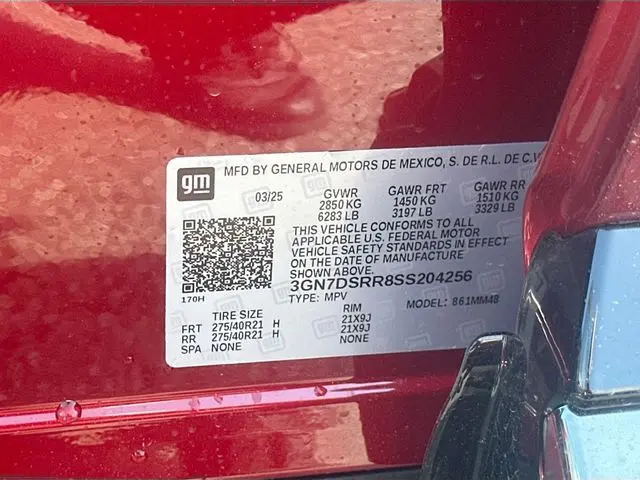 gm
MFD BY GENERAL MOTORS DE MEXICO, S. DE R.L. DE C.V
03/25 GVWR GAWR FRT GAWR RR
2850 KG 1450 KG 1510 KG
6283 LB 3197 LB 3329 LB
THIS VEHICLE CONFORMS TO ALL
APPLICABLE U.S. FEDERAL MOTOR
VEHICLE SAFETY STANDARDS IN EFFECT
ON THE DATE OF MANUFACTURE
SHOWN ABOVE.
3GN7DSRR8SS204256
170H TYPE: MPV MODEL: 861MM48
TIRE SIZE RIM
FRT 275/40R21 H 21X9J
RR 275/40R21 H 21X9J
SPA NONE NONE